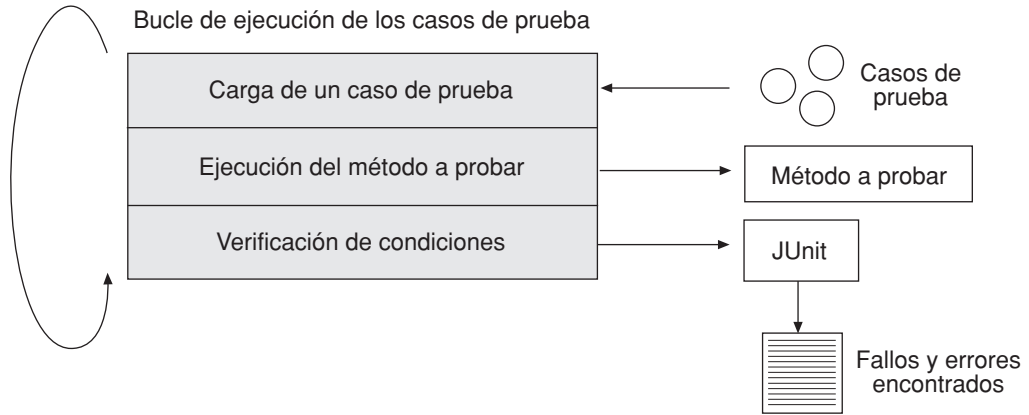 Bucle de ejecución de los casos de prueba
Carga de un caso de prueba
Casos de
prueba
Ejecución del método a probar
Método a probar
Verificación de condiciones
JUnit
Fallos y errores
encontrados